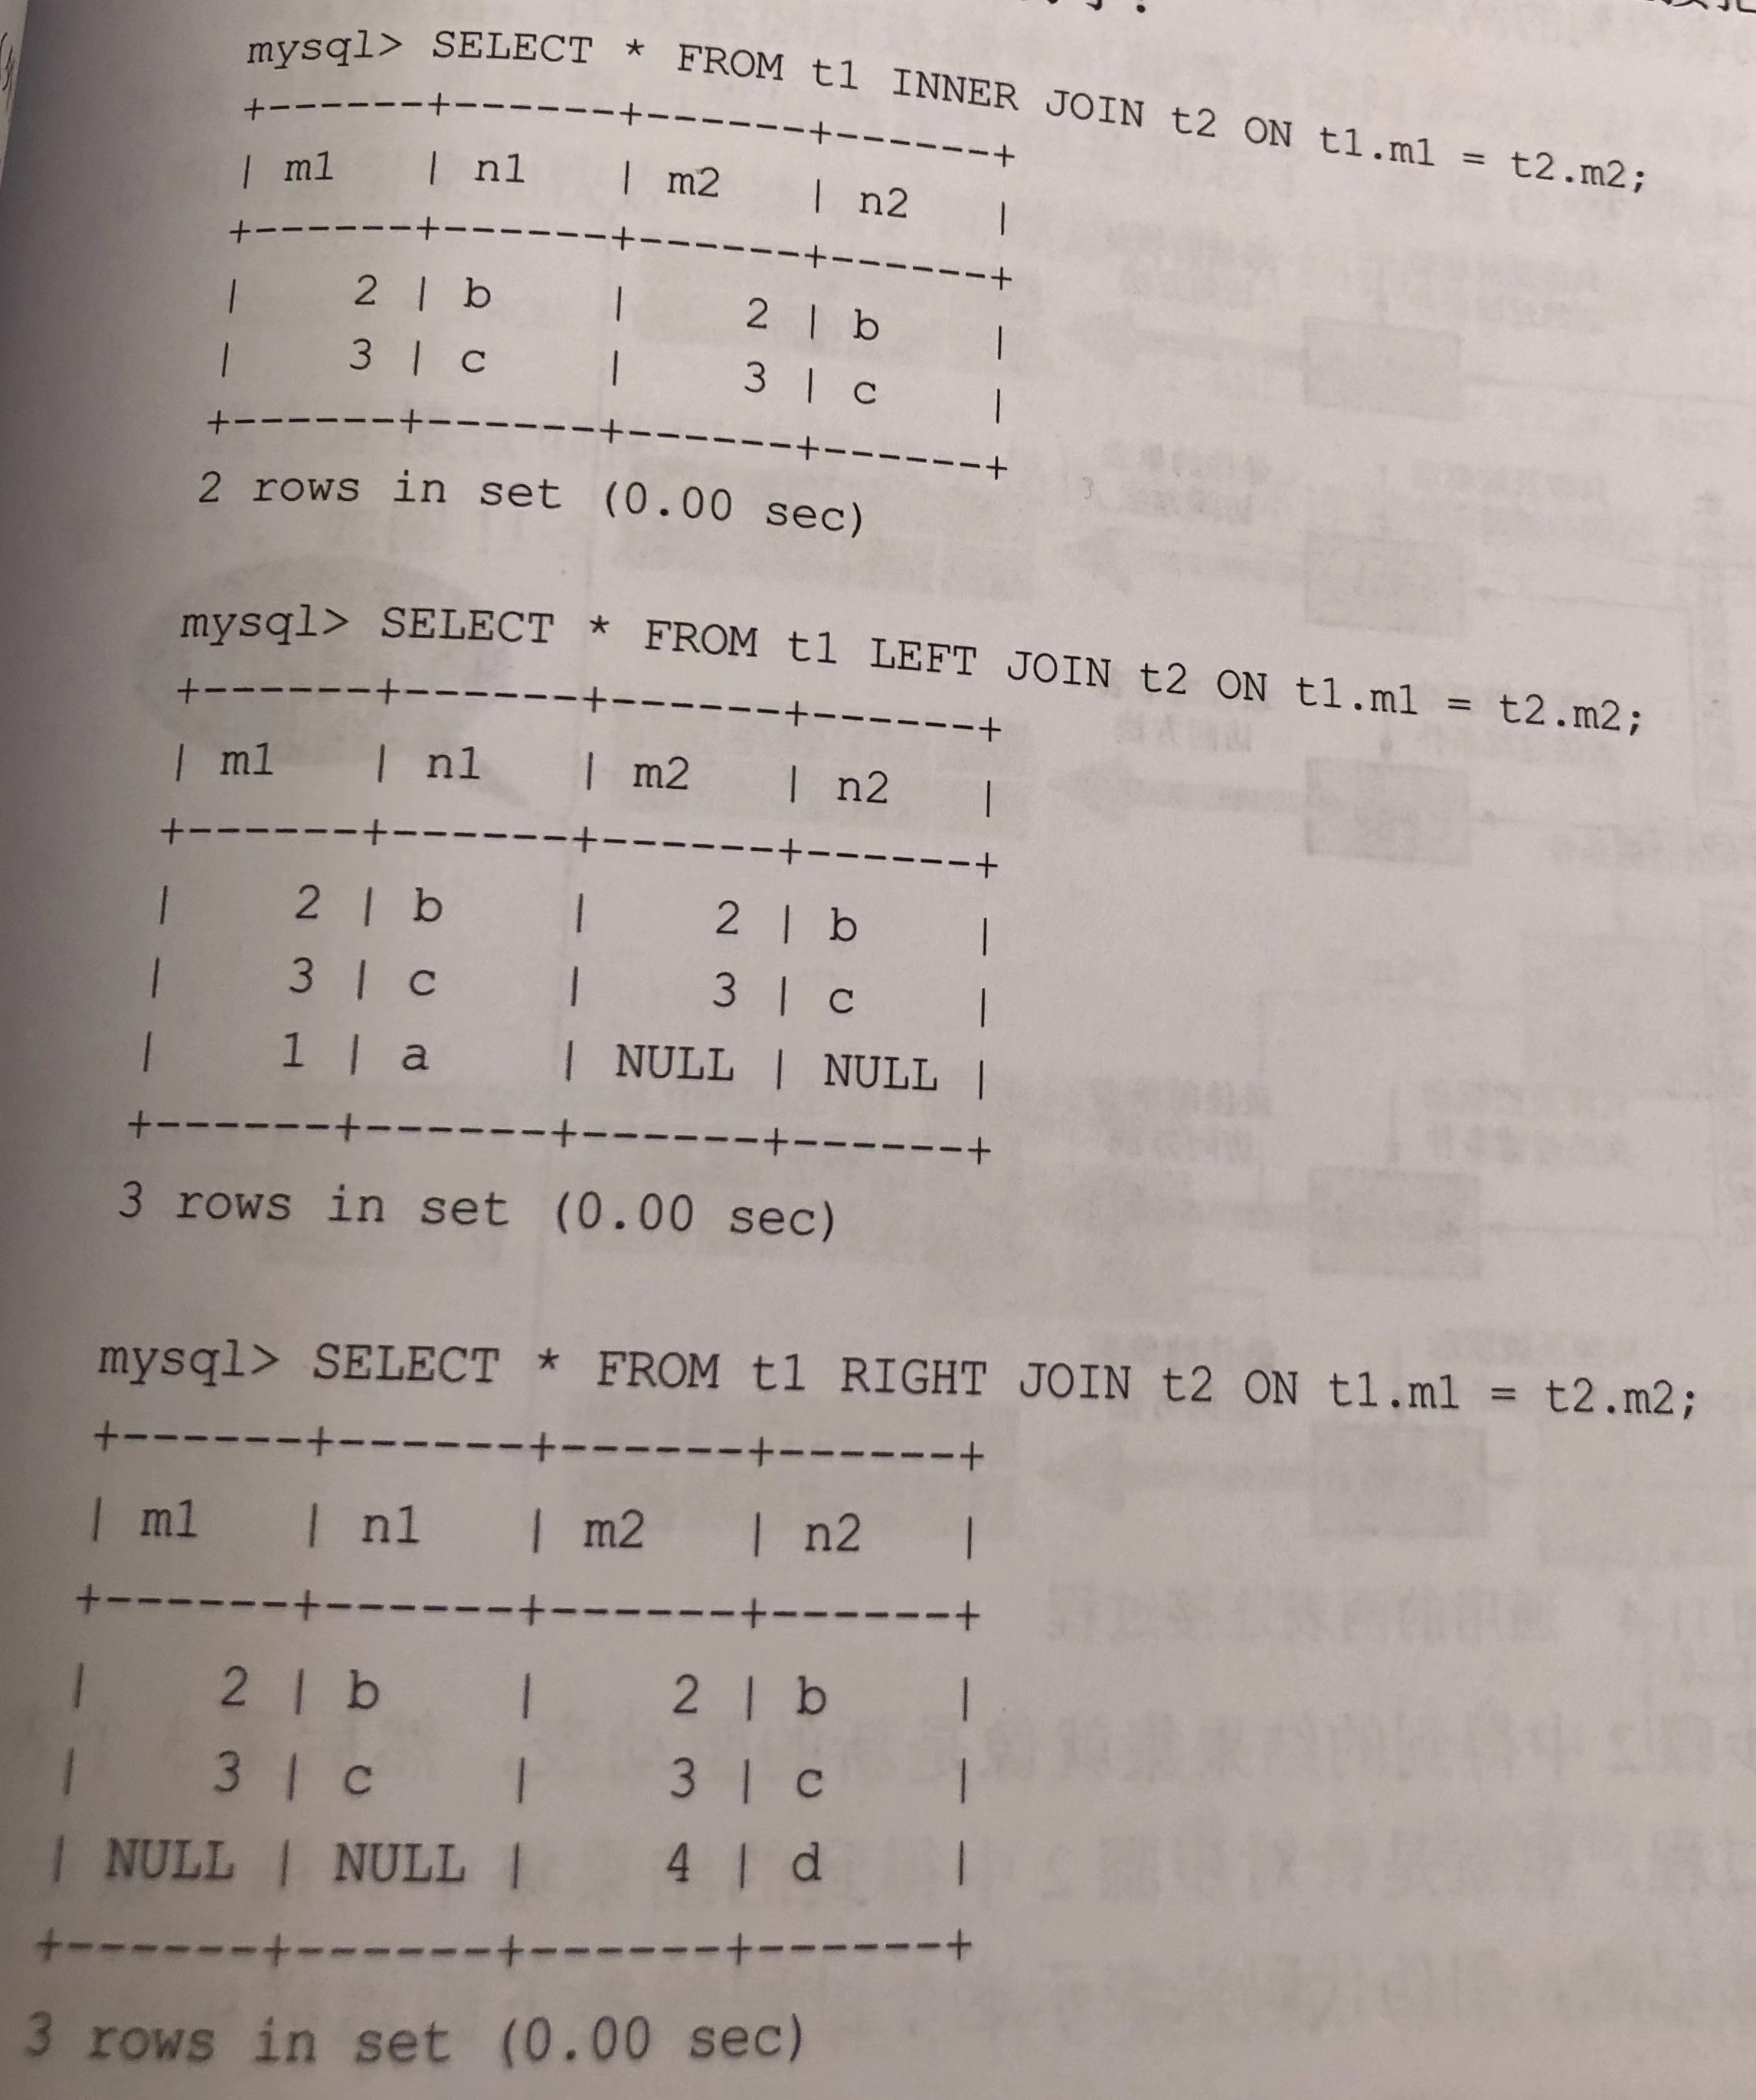 mysql> SELECT * FROM t1 INNER JOIN t2 ON t1.m1 = t2.m2;
+------+------+------+------+
| m1   | n1   | m2   | n2   |
+------+------+------+------+
|    2 | b    |    2 | b    |
|    3 | c    |    3 | c    |
+------+------+------+------+
2 rows in set (0.00 sec)
mysql> SELECT * FROM t1 LEFT JOIN t2 ON t1.m1 = t2.m2;
+------+------+------+------+
| m1   | n1   | m2   | n2   |
+------+------+------+------+
|    2 | b    |    2 | b    |
|    3 | c    |    3 | c    |
|    1 | a    | NULL | NULL |
+------+------+------+------+
3 rows in set (0.00 sec)
mysql> SELECT * FROM t1 RIGHT JOIN t2 ON t1.m1 = t2.m2;
+------+------+------+------+
| m1   | n1   | m2   | n2   |
+------+------+------+------+
|    2 | b    |    2 | b    |
|    3 | c    |    3 | c    |
| NULL | NULL |    4 | d    |
+------+------+------+------+
3 rows in set (0.00 sec)